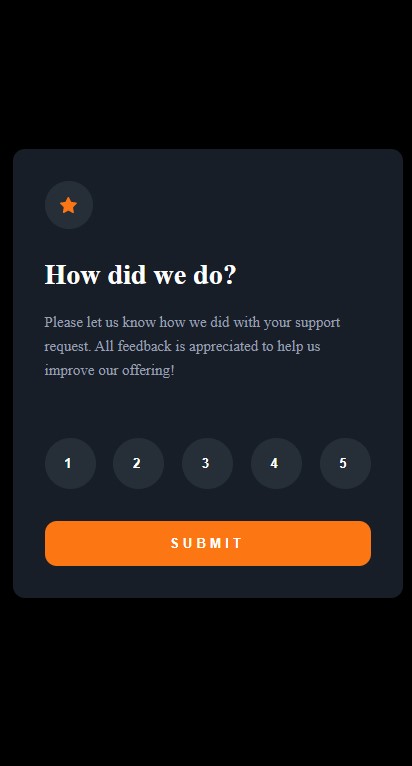 How did we do?
Please let us know how we did with your support
request. All feedback is appreciated to help us
improve our offering!
1 2 3 4 5
SUBMIT